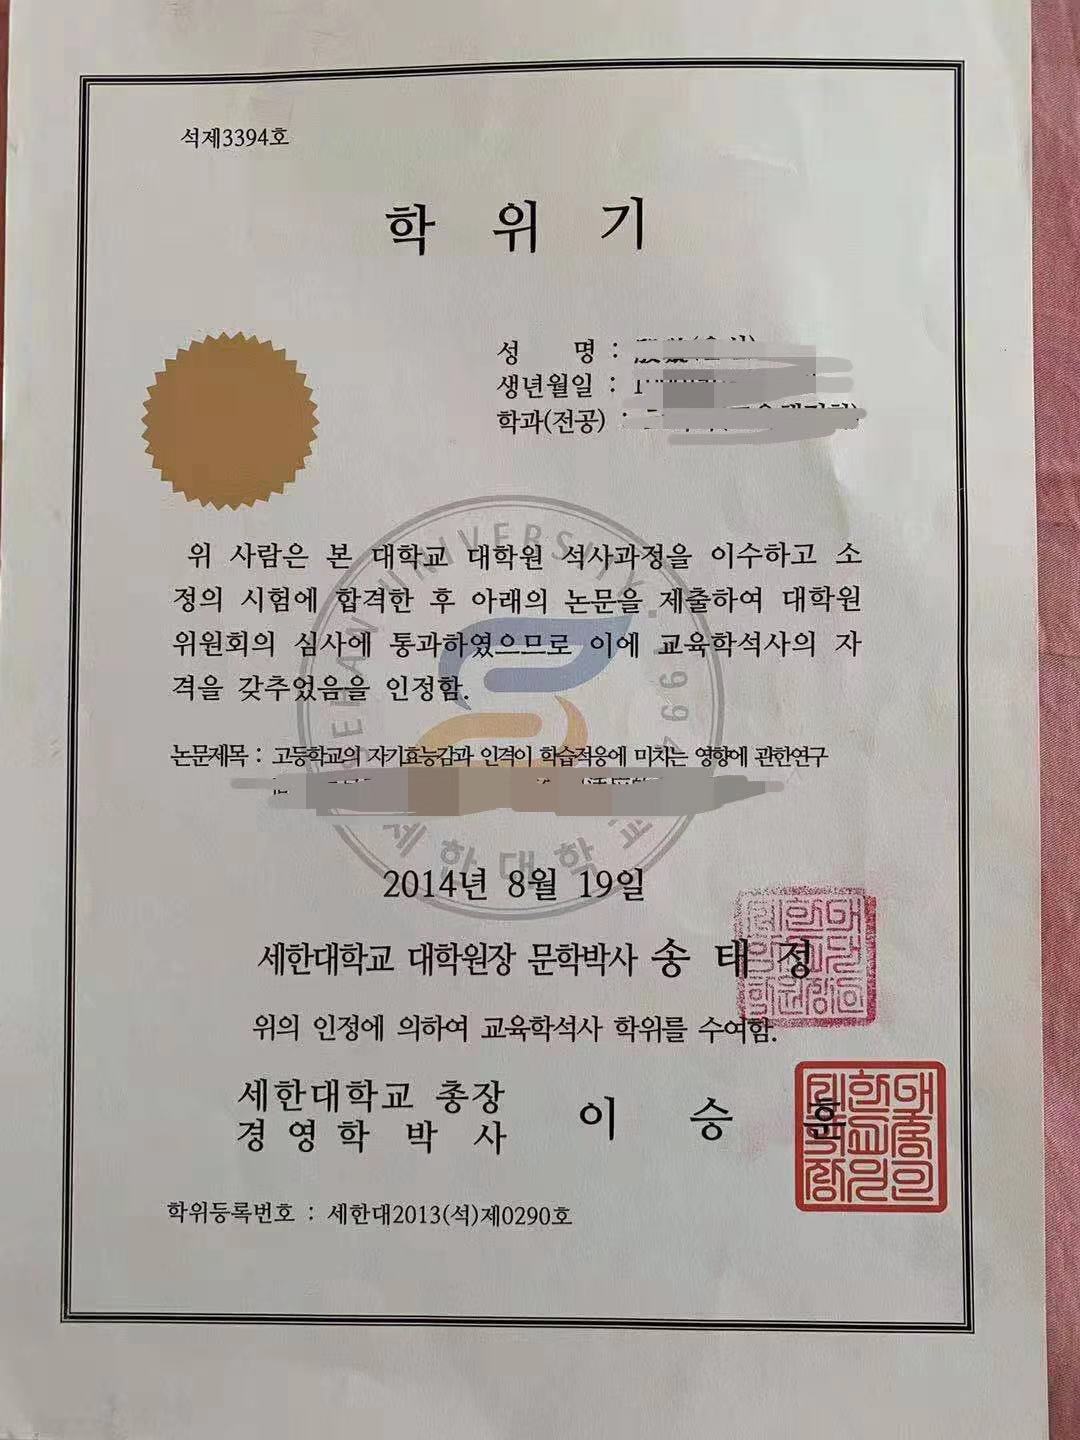 석제3394호
학 위 기
성 명 :
생년월일 :
학과(전공) :
SEHAN UNIVERSITY. 1994
위 사람은 본 대학교 대학원 석사과정을 이수하고 소
정의 시험에 합격한 후 아래의 논문을 제출하여 대학원
위원회의 심사에 통과하였으므로 이에 교육학석사의 자
격을 갖추었음을 인정함.
논문제목 : 고등학교의 자기효능감과 인격이 학습적응에 미치는 영향에 관한연구
세한대학교
2014년 8월 19일
세한대학교 대학원장 문학박사 송 태 정
위의 인정에 의하여 교육학석사 학위를 수여함.
세한대학교 총장
경 영 학 박 사 이 승 훈
학위등록번호 : 세한대2013(석)제0290호